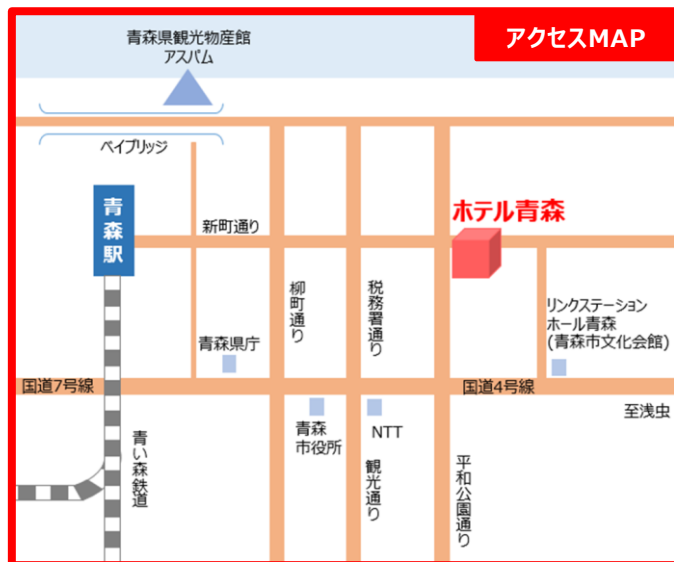 アクセスMAP
青森県観光物産館
アスパム
ベイブリッジ
青森駅
新町通り
ホテル青森
柳町通り
税務署通り
リンクステーション
ホール青森
(青森市文化会館)
青森県庁
国道7号線
国道4号線
至浅虫
青森
市役所
NTT
青い森鉄道
観光通り
平和公園通り